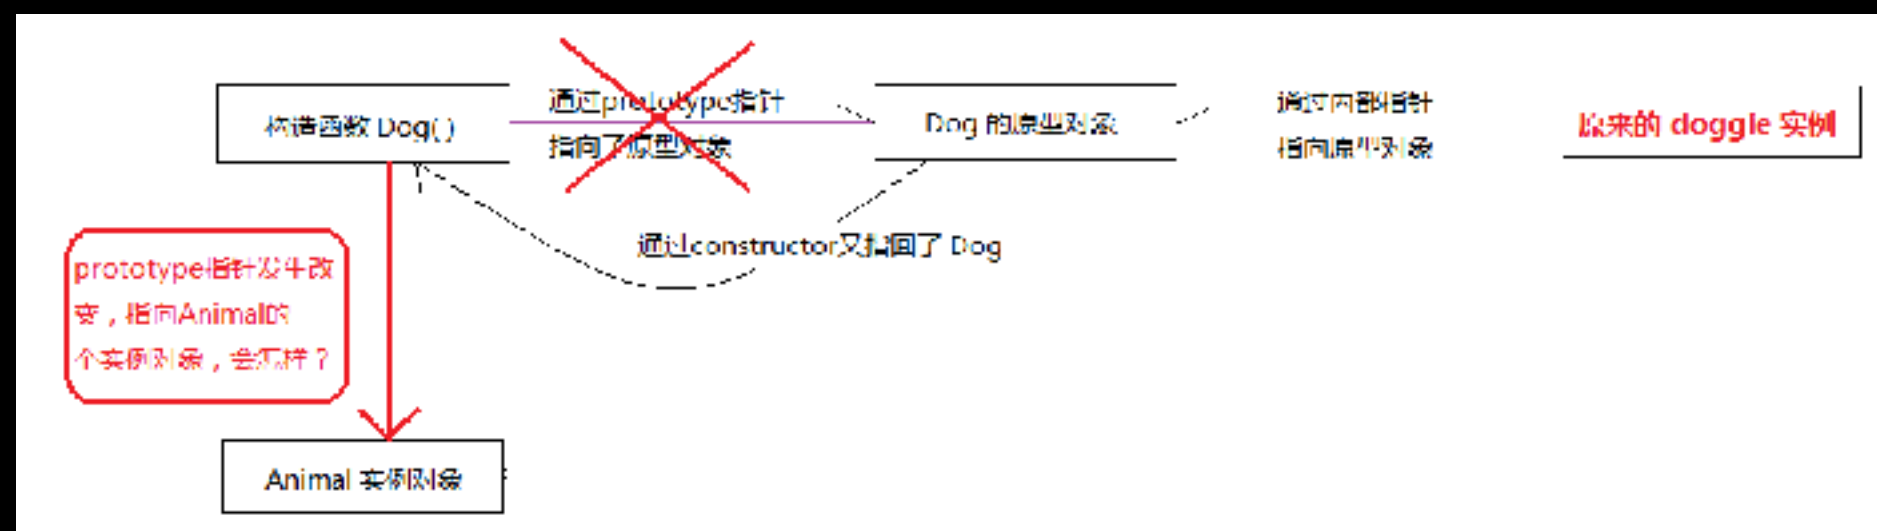 构造函数 Dog()
通过prototype指针
指向了原型对象
Dog 的原型对象
通过内部指针
指向原型对象
原来的 doggle 实例
通过constructor又指回了 Dog
prototype指针发生改
变，指向Animal的
个实例对象，会怎样？
Animal 实例对象